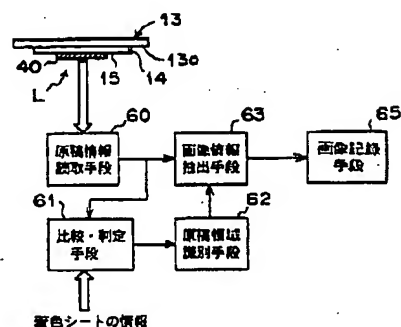 13
13a
40
15
14
L
60
63
65
原稿情報
読取手段
画像情報
抽出手段
画像記録
手段
61
62
比較・判定
手段
原稿領域
識別手段
着色シートの情報